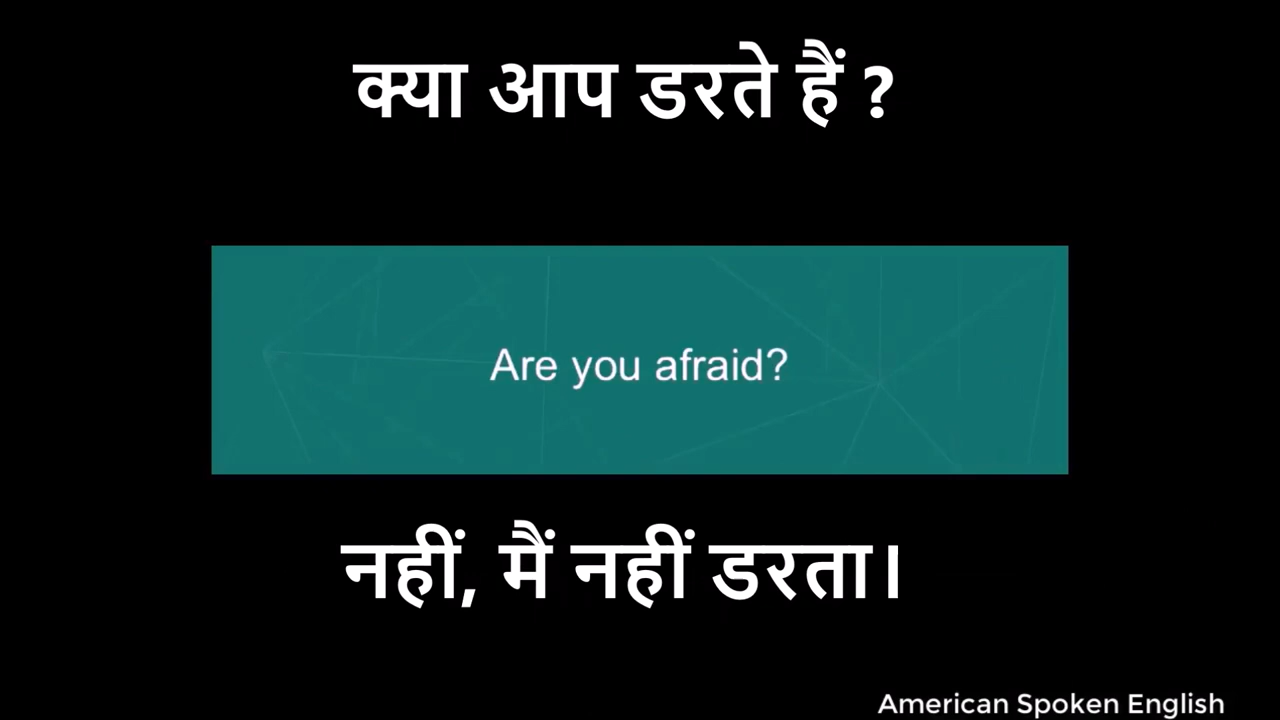 क्या आप डरते हैं ?
Are you afraid?
नहीं, मैं नहीं डरता।
American Spoken English